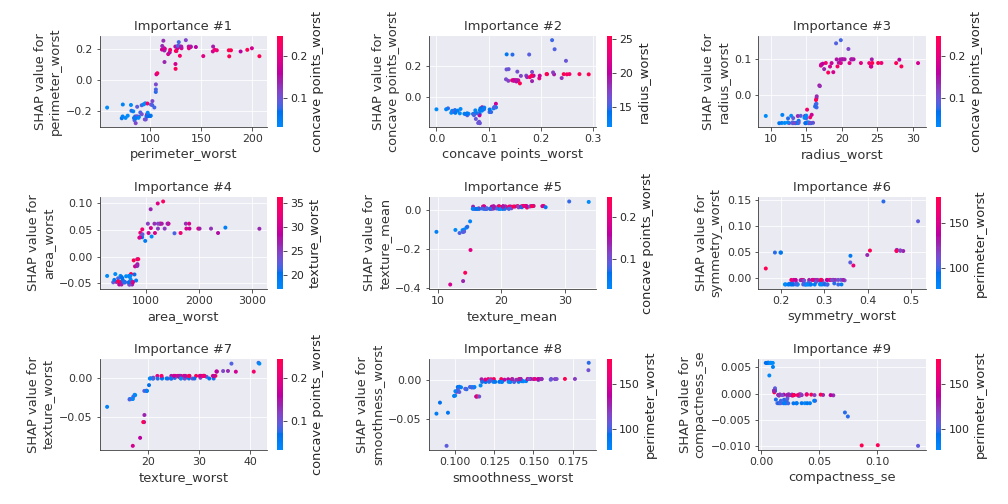 Importance #1
SHAP value for
perimeter_worst
0.2
0.0
−0.2
100
150
200
perimeter_worst
0.2
0.1
concave points_worst
Importance #2
SHAP value for
concave points_worst
0.2
0.0
0.0
0.1
0.2
0.3
concave points_worst
25
20
15
radius_worst
Importance #3
SHAP value for
radius_worst
0.1
0.0
10
15
20
25
30
radius_worst
0.2
0.1
concave points_worst
Importance #4
SHAP value for
area_worst
0.10
0.05
0.00
−0.05
1000
2000
3000
area_worst
35
30
25
20
texture_worst
Importance #5
SHAP value for
texture_mean
0.0
−0.2
−0.4
10
20
30
texture_mean
0.2
0.1
concave points_worst
Importance #6
SHAP value for
symmetry_worst
0.15
0.10
0.05
0.00
0.2
0.3
0.4
0.5
symmetry_worst
150
100
perimeter_worst
Importance #7
SHAP value for
texture_worst
0.00
−0.05
20
30
40
texture_worst
0.2
0.1
concave points_worst
Importance #8
SHAP value for
smoothness_worst
0.00
−0.05
0.100
0.125
0.150
0.175
smoothness_worst
150
100
perimeter_worst
Importance #9
SHAP value for
compactness_se
0.005
0.000
−0.005
−0.010
0.00
0.05
0.10
compactness_se
150
100
perimeter_worst